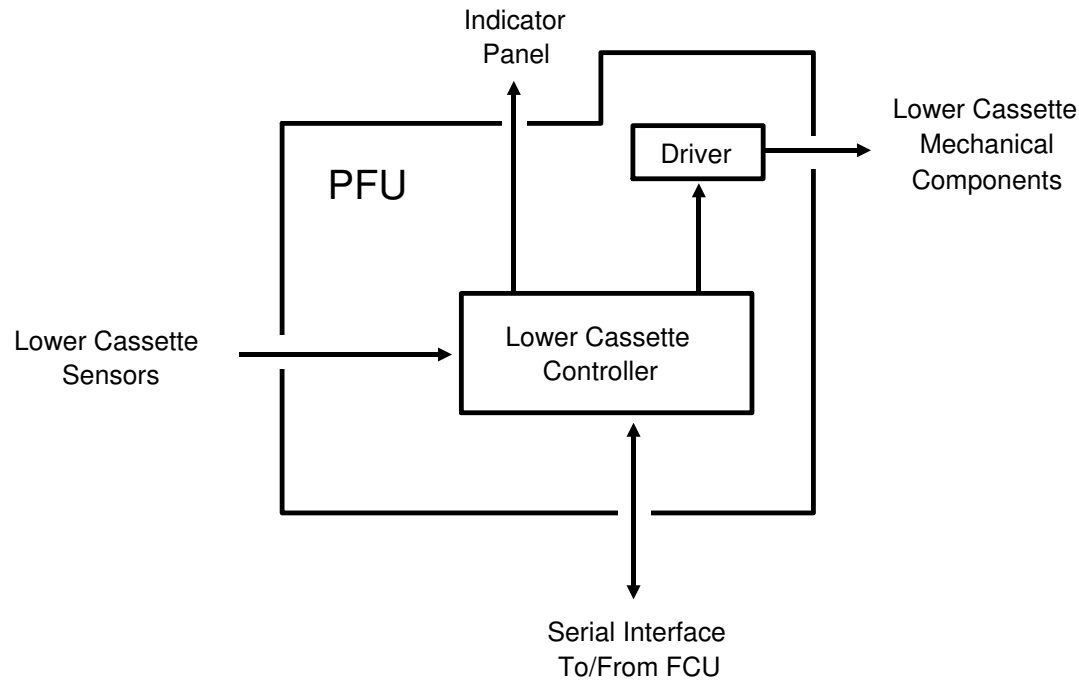 Indicator
Panel
Lower Cassette
Mechanical
Components
Driver
PFU
Lower Cassette
Sensors
Lower Cassette
Controller
Serial Interface
To/From FCU